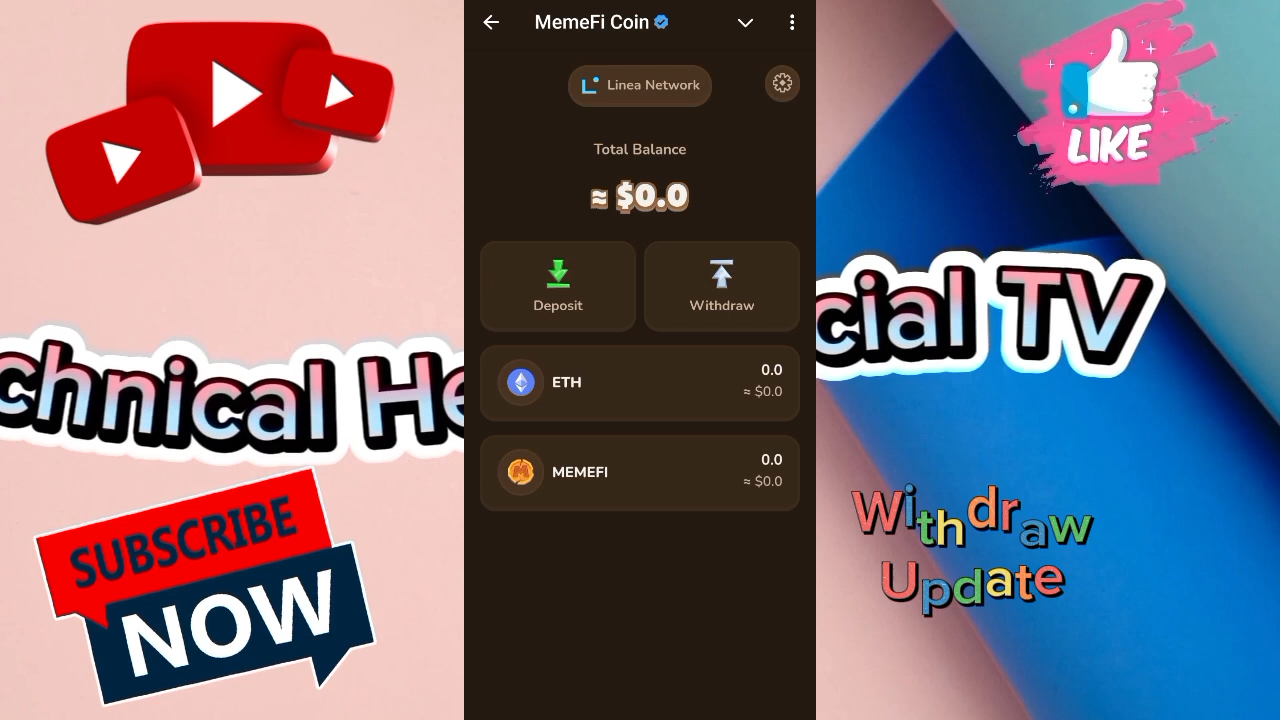 MemeFi Coin
Linea Network
Total Balance
≈ $0.0
Deposit
Withdraw
ETH
0.0
≈ $0.0
MEMEFI
0.0
≈ $0.0
chnical He
cial TV
SUBSCRIBE
NOW
LIKE
Withdraw
Update